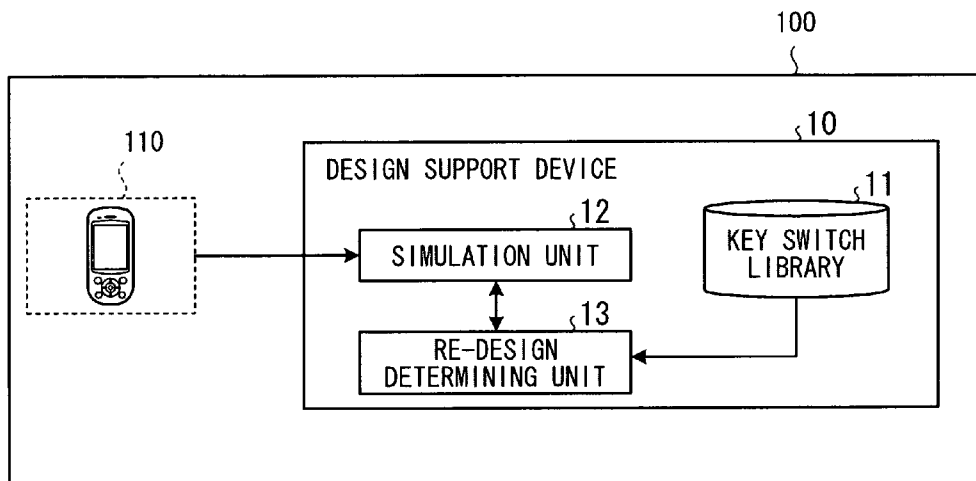 100
110
10
DESIGN SUPPORT DEVICE
12
SIMULATION UNIT
11
KEY SWITCH
LIBRARY
13
RE-DESIGN
DETERMINING UNIT